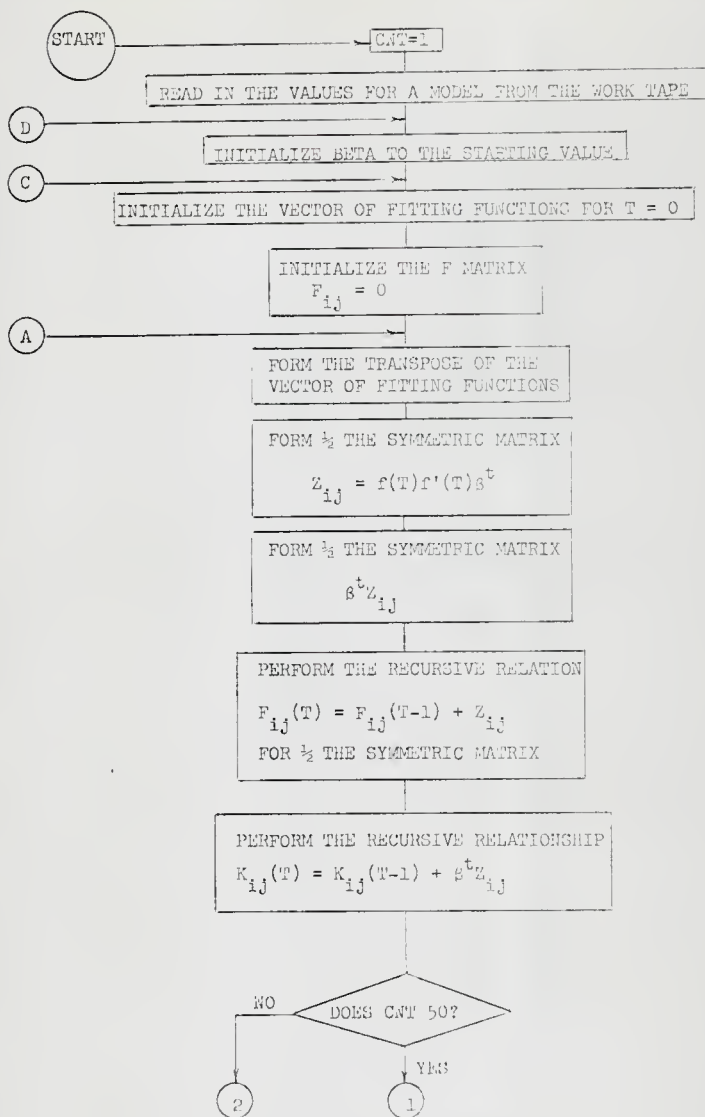 START
CNT=1
READ IN THE VALUES FOR A MODEL FROM THE WORK TAPE
D
INITIALIZE BETA TO THE STARTING VALUE
C
INITIALIZE THE VECTOR OF FITTING FUNCTIONS FOR T = 0
INITIALIZE THE F MATRIX
F_ij = 0
A
FORM THE TRANSPOSE OF THE
VECTOR OF FITTING FUNCTIONS
FORM ½ THE SYMMETRIC MATRIX
Z_ij = f(T)f'(T)β^t
FORM ½ THE SYMMETRIC MATRIX
β^t Z_ij
PERFORM THE RECURSIVE RELATION
F_ij(T) = F_ij(T-1) + Z_ij
FOR ½ THE SYMMETRIC MATRIX
PERFORM THE RECURSIVE RELATIONSHIP
K_ij(T) = K_ij(T-1) + β^t Z_ij
NO
DOES CNT 50?
YES
2
1